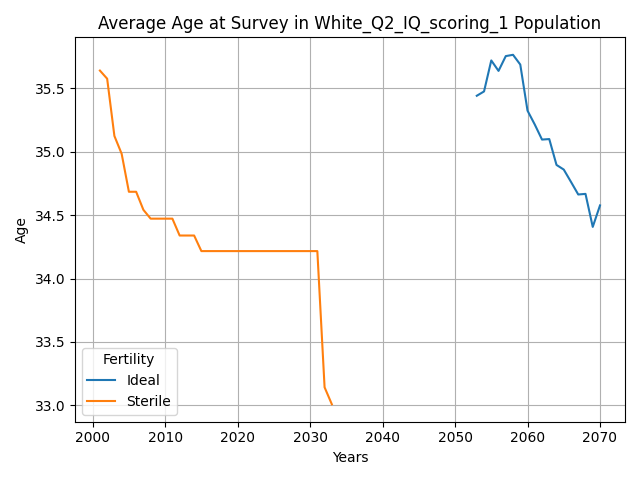 Average Age at Survey in White_Q2_IQ_scoring_1 Population
35.5
35.0
34.5
34.0
33.5
33.0
Age
Fertility
Ideal
Sterile
2000 2010 2020 2030 2040 2050 2060 2070
Years